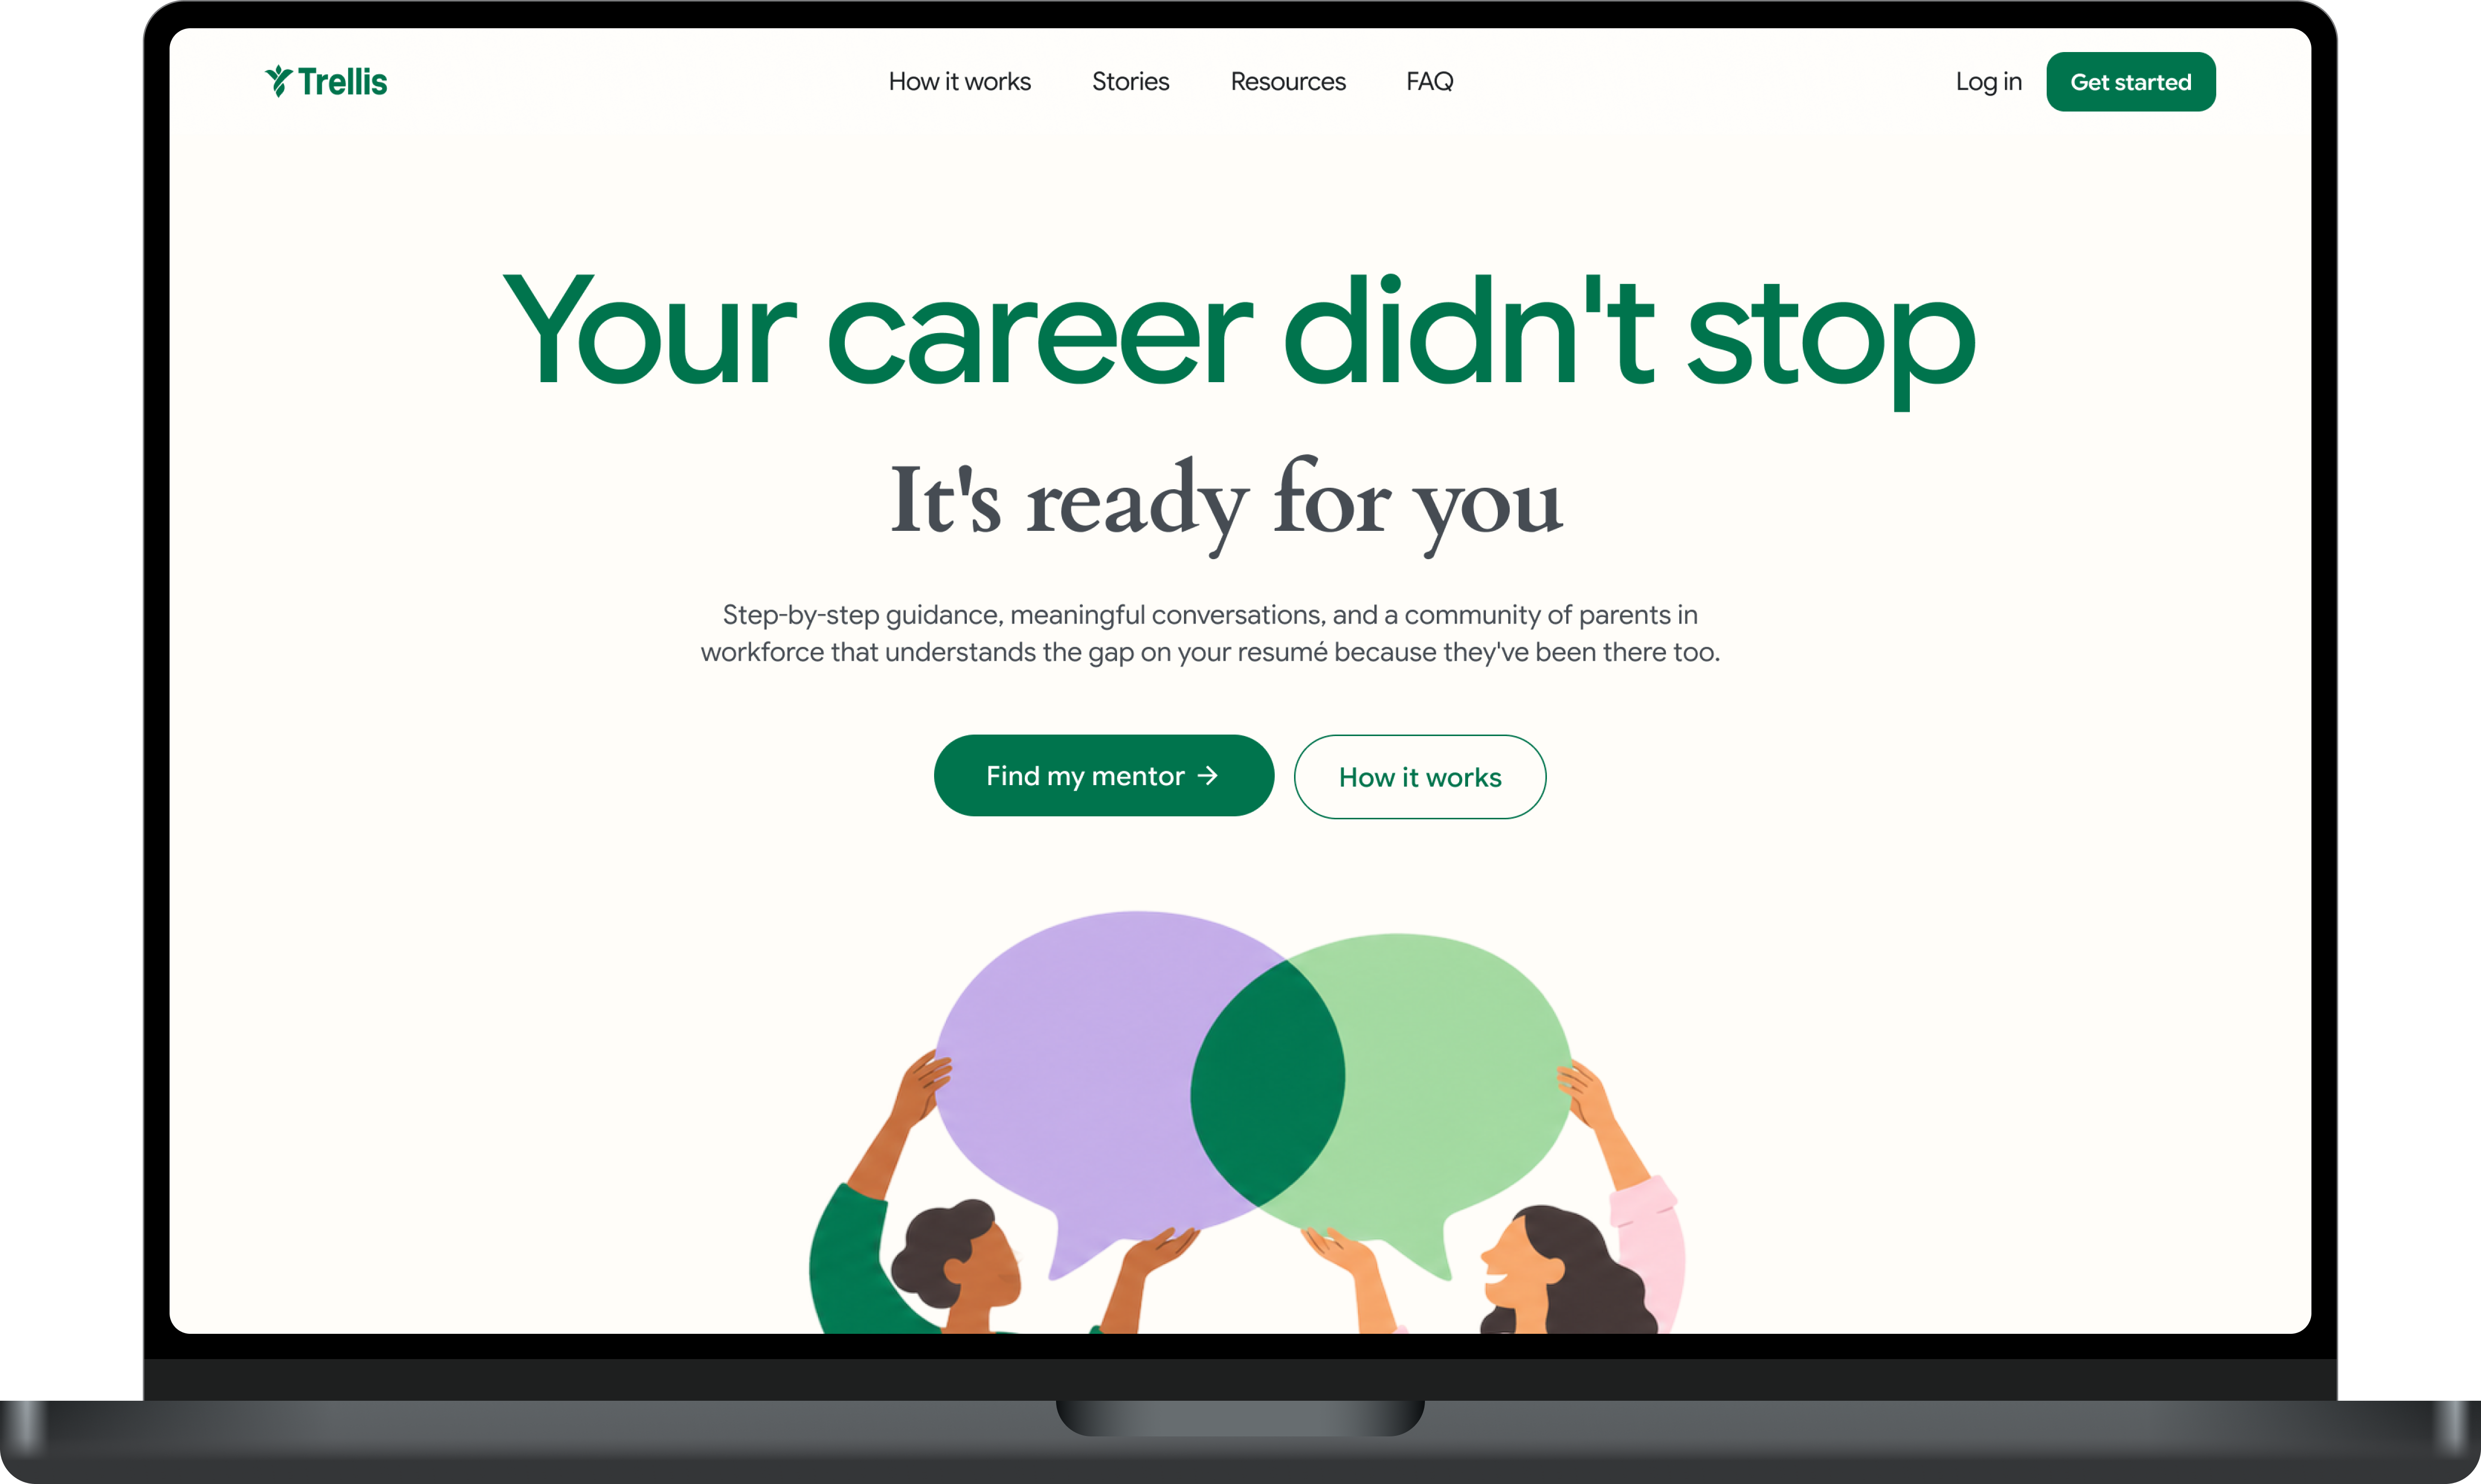 Trellis
How it works
Stories
Resources
FAQ
Log in
Get started
Your career didn't stop
It's ready for you
Step-by-step guidance, meaningful conversations, and a community of parents in
workforce that understands the gap on your resumé because they've been there too.
Find my mentor →
How it works